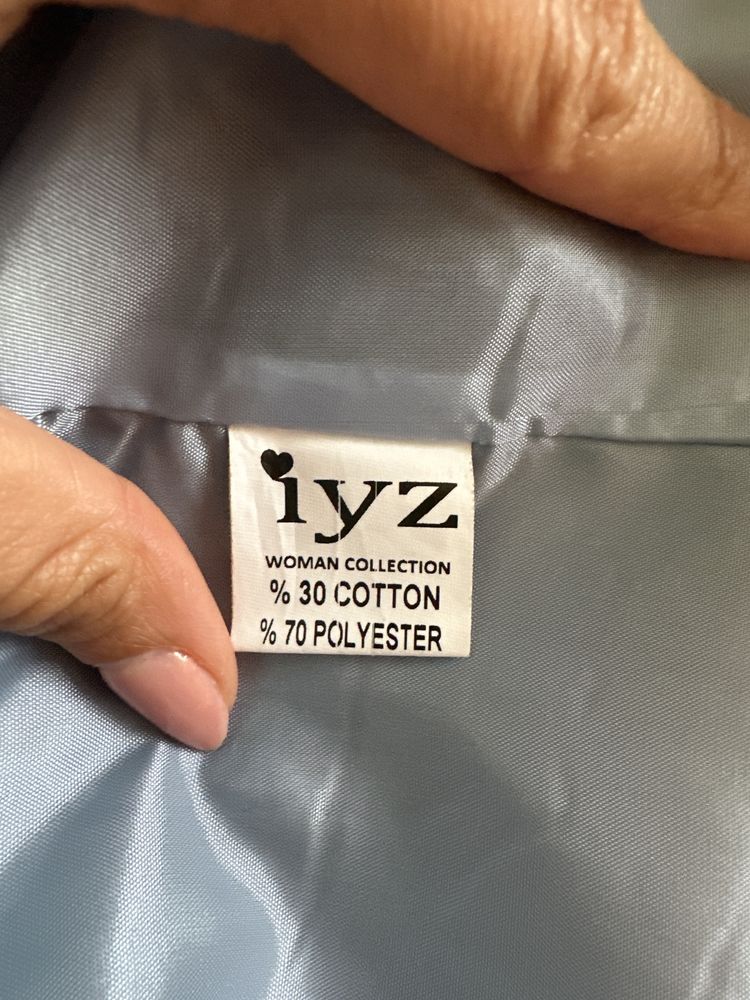 iyz
WOMAN COLLECTION
% 30 COTTON
% 70 POLYESTER